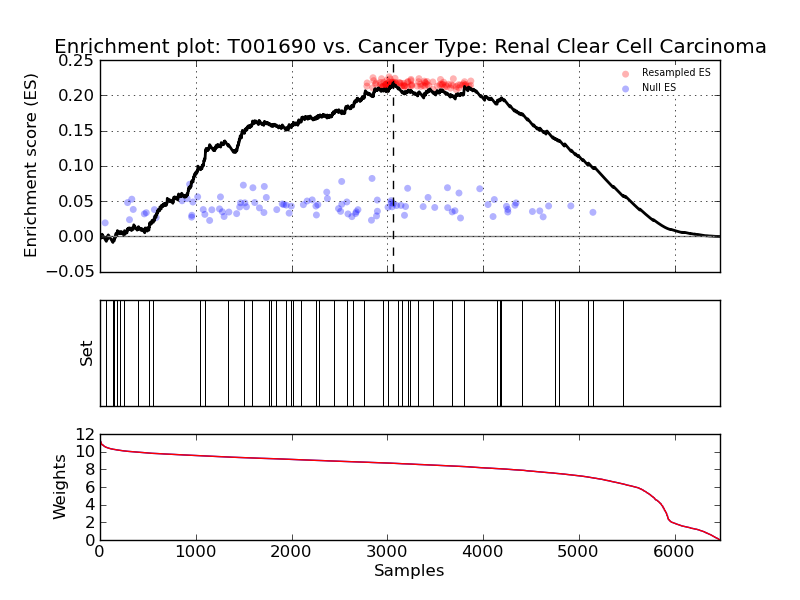 Enrichment plot: T001690 vs. Cancer Type: Renal Clear Cell Carcinoma
Enrichment score (ES)
0.25
0.20
0.15
0.10
0.05
0.00
−0.05
Resampled ES
Null ES
Set
Weights
12
10
8
6
4
2
0
0 1000 2000 3000 4000 5000 6000
Samples